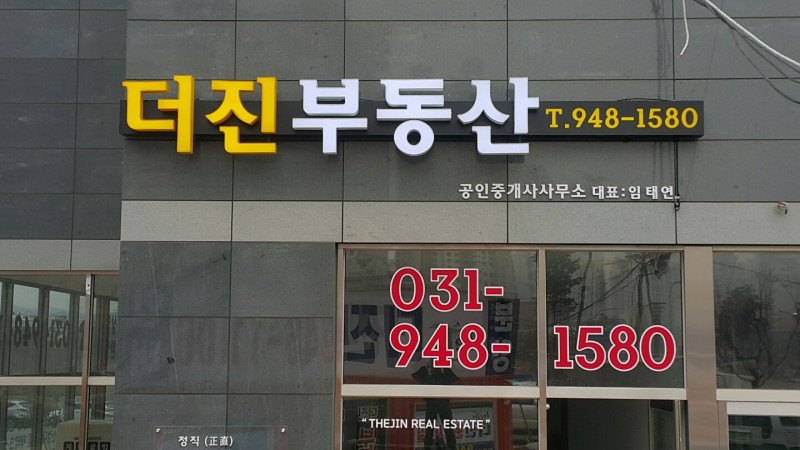 더진부동산 T.948-1580
공인중개사사무소 대표:임태연
031-
948-1580
"THEJIN REAL ESTATE"
정직 (正直)